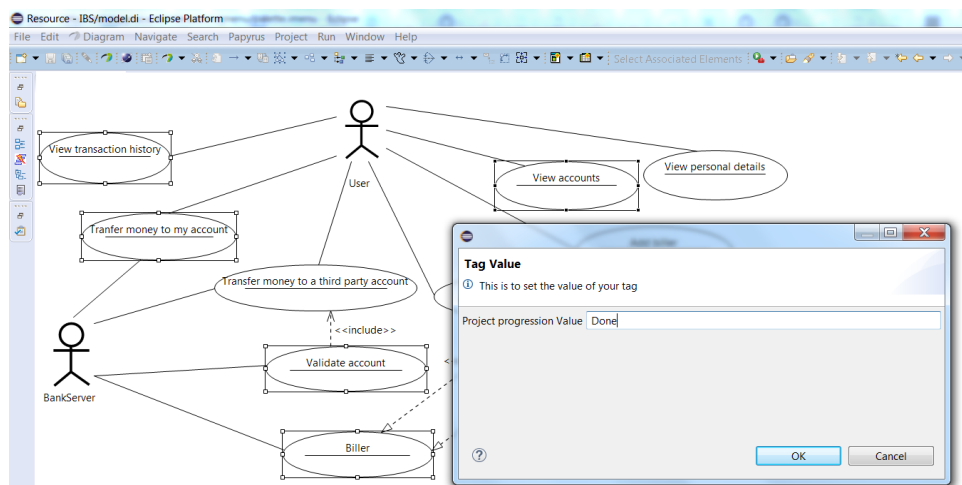 Resource - IBS/model.di - Eclipse Platform
File Edit Diagram Navigate Search Papyrus Project Run Window Help
Select Associated Elements
User
View transaction history
View accounts
View personal details
Tranfer money to my account
Add biller
Transfer money to a third party account
<<include>>
Validate account
BankServer
Biller
Tag Value
This is to set the value of your tag
Project progression Value Done
OK Cancel